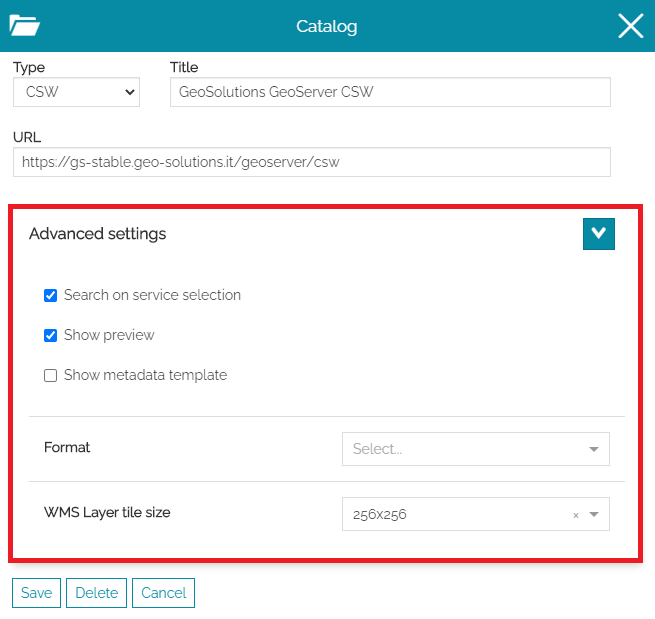 Catalog
Type Title
CSW GeoSolutions GeoServer CSW
URL
https://gs-stable.geo-solutions.it/geoserver/csw
Advanced settings
Search on service selection
Show preview
Show metadata template
Format Select...
WMS Layer tile size 256x256 ×
Save Delete Cancel